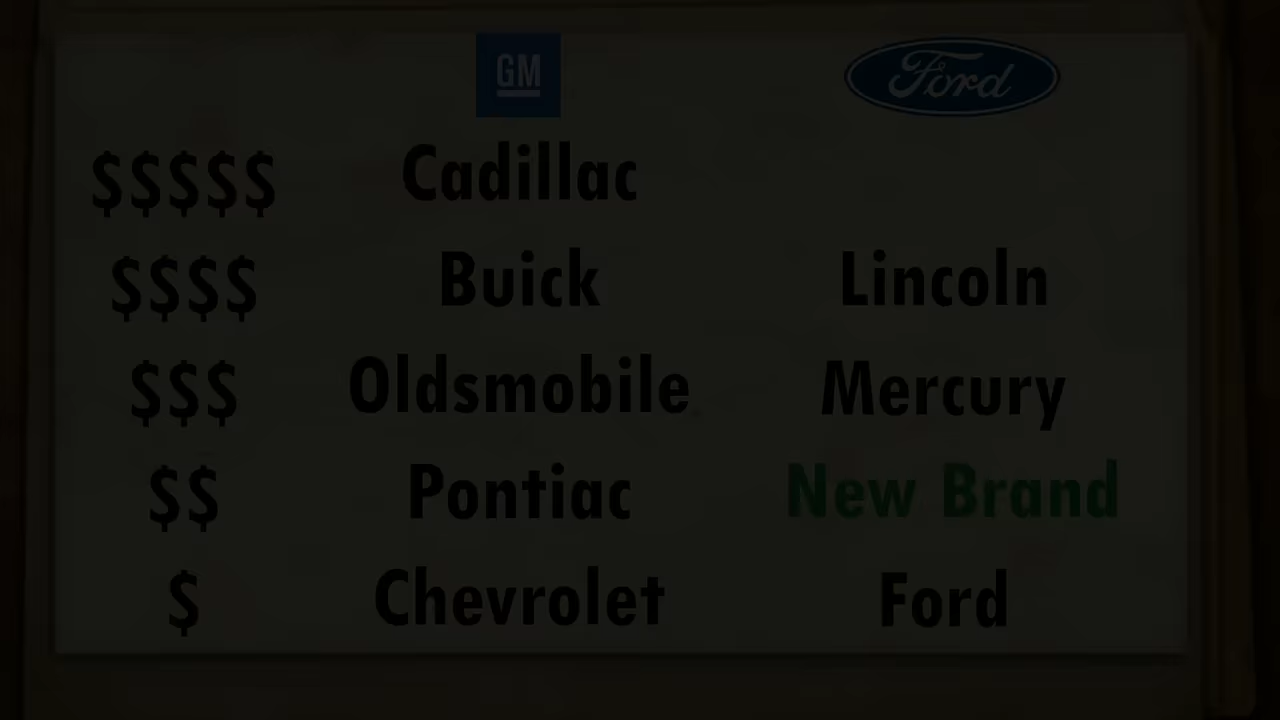 GM Ford
$$$$$ Cadillac
$$$$ Buick Lincoln
$$$ Oldsmobile Mercury
$$ Pontiac New Brand
$ Chevrolet Ford